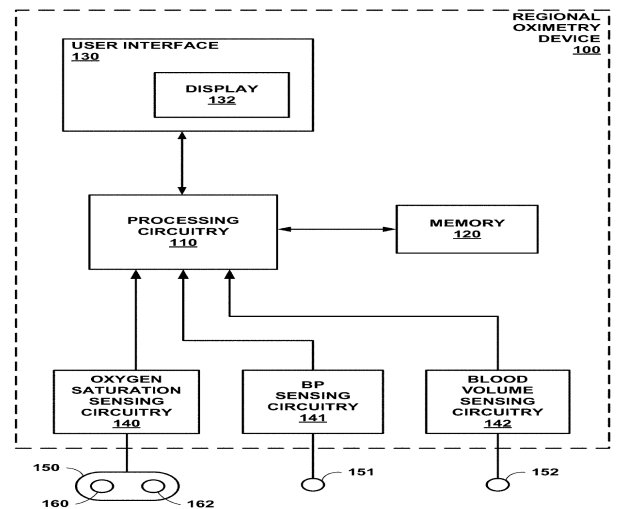 REGIONAL
OXIMETRY
DEVICE
100
USER INTERFACE
130
DISPLAY
132
PROCESSING
CIRCUITRY
110
MEMORY
120
OXYGEN
SATURATION
SENSING
CIRCUITRY
140
BP
SENSING
CIRCUITRY
141
BLOOD
VOLUME
SENSING
CIRCUITRY
142
150
160
162
151
152